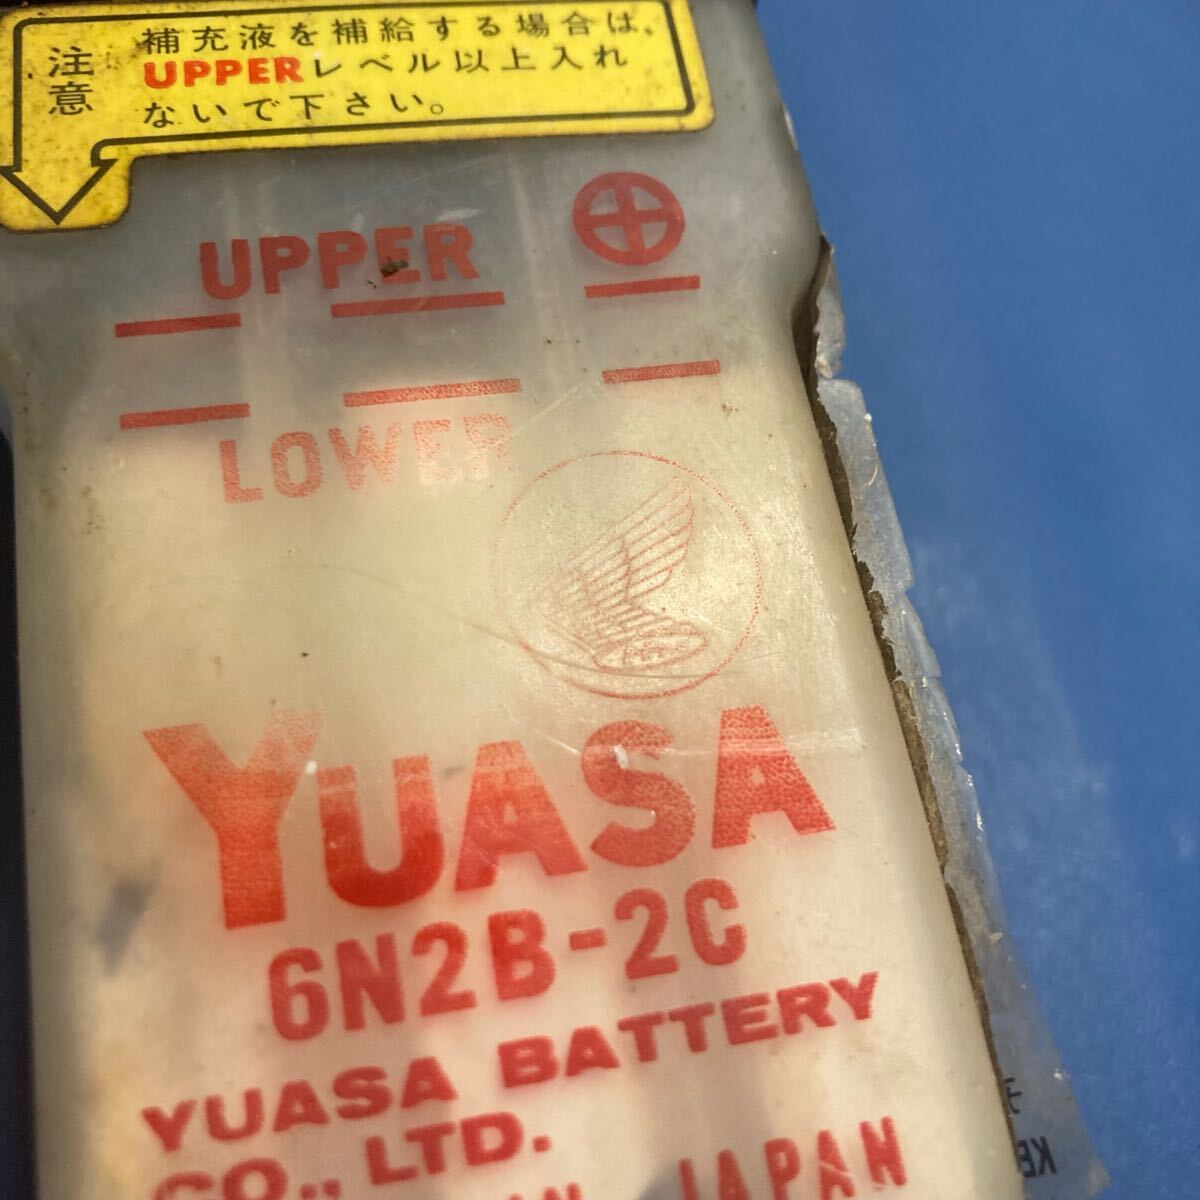 注意
補充液を補給する場合は、
UPPERレベル以上入れ
ないで下さい。
UPPER
LOWER
YUASA
6N2B-2C
YUASA BATTERY
CO., LTD.
JAPAN
KE